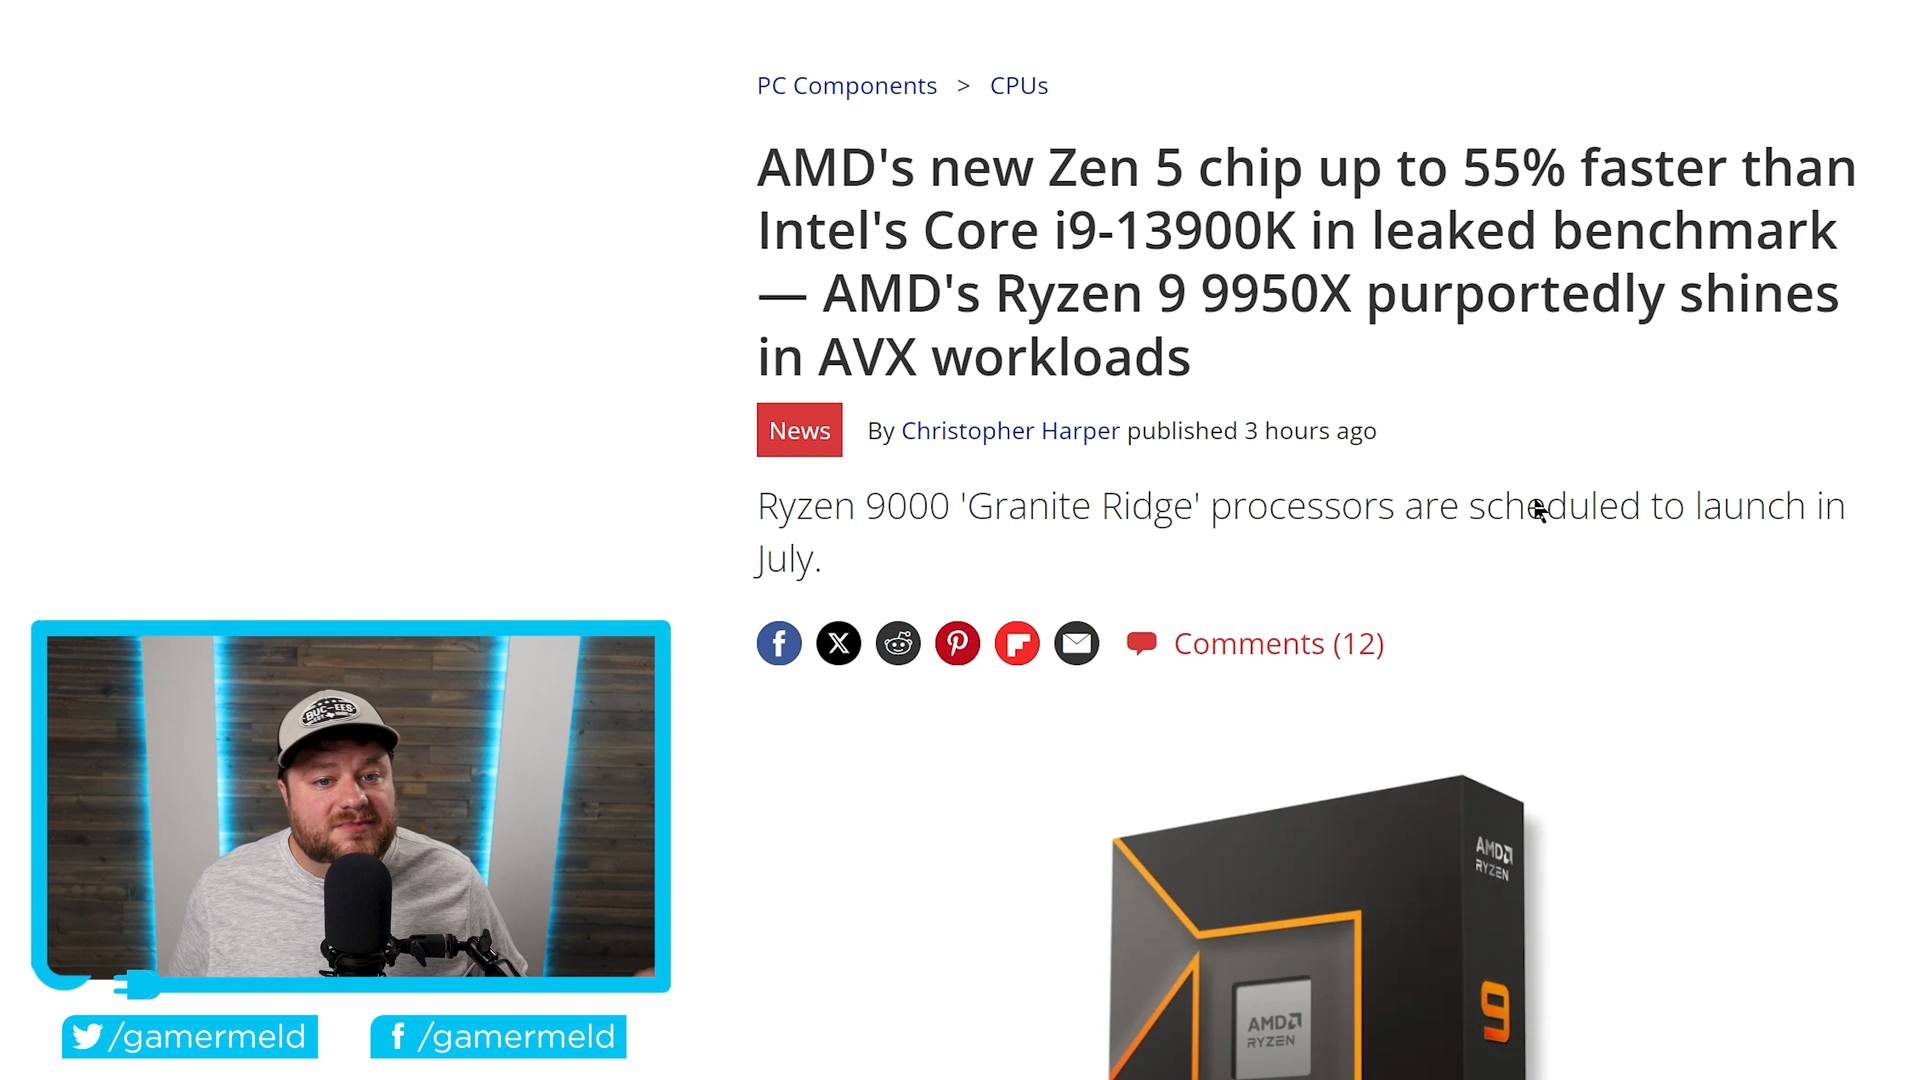 PC Components > CPUs
AMD's new Zen 5 chip up to 55% faster than
Intel's Core i9-13900K in leaked benchmark
— AMD's Ryzen 9 9950X purportedly shines
in AVX workloads
News
By Christopher Harper published 3 hours ago
Ryzen 9000 'Granite Ridge' processors are scheduled to launch in
July.
Comments (12)
BUC-EE'S
AMD
RYZEN
9
AMD
RYZEN
/gamermeld
/gamermeld